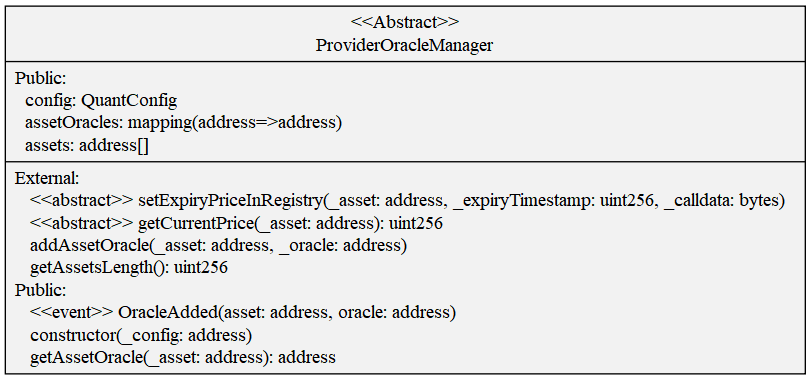 <<Abstract>>
ProviderOracleManager
Public:
config: QuantConfig
assetOracles: mapping(address=>address)
assets: address[]
External:
<<abstract>> setExpiryPriceInRegistry(_asset: address, _expiryTimestamp: uint256, _calldata: bytes)
<<abstract>> getCurrentPrice(_asset: address): uint256
addAssetOracle(_asset: address, _oracle: address)
getAssetsLength(): uint256
Public:
<<event>> OracleAdded(asset: address, oracle: address)
constructor(_config: address)
getAssetOracle(_asset: address): address